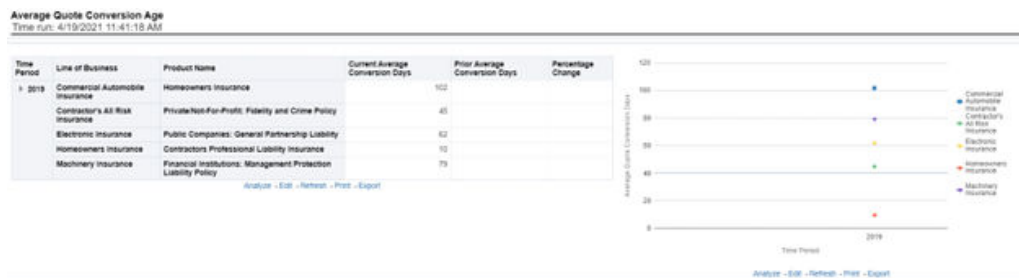 Average Quote Conversion Age
Time run: 4/19/2021 11:41:18 AM
Time Period
Line of Business
Product Name
Current Average Conversion Days
Prior Average Conversion Days
Percentage Change
2019
Commercial Automobile Insurance
Homeowners Insurance
102
Contractor's All Risk Insurance
Private/Not-For-Profit: Fidelity and Crime Policy
45
Electronic Insurance
Public Companies: General Partnership Liability
62
Homeowners Insurance
Contractors Professional Liability Insurance
10
Machinery Insurance
Financial Institutions: Management Protection Liability Policy
79
Analyze - Edit - Refresh - Print - Export
Average Quote Conversion Days
120
100
80
60
40
20
0
2019
Time Period
Commercial Automobile Insurance
Contractor's All Risk Insurance
Electronic Insurance
Homeowners Insurance
Machinery Insurance
Analyze - Edit - Refresh - Print - Export